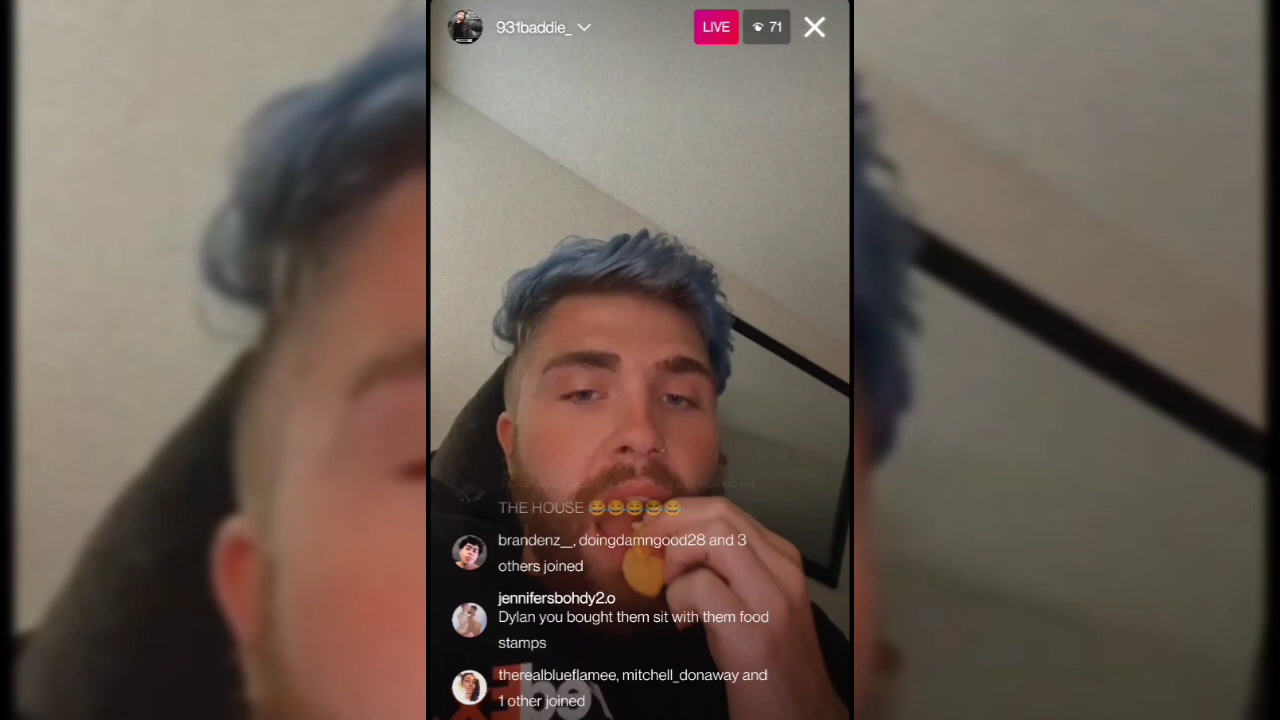 931baddie_
LIVE
71
THE HOUSE 😂😂😂😂😂
brandenz__, doingdamngood28 and 3
others joined
jennifersbohdy2.o
Dylan you bought them sit with them food
stamps
therealblueflamee, mitchell_donaway and
1 other joined